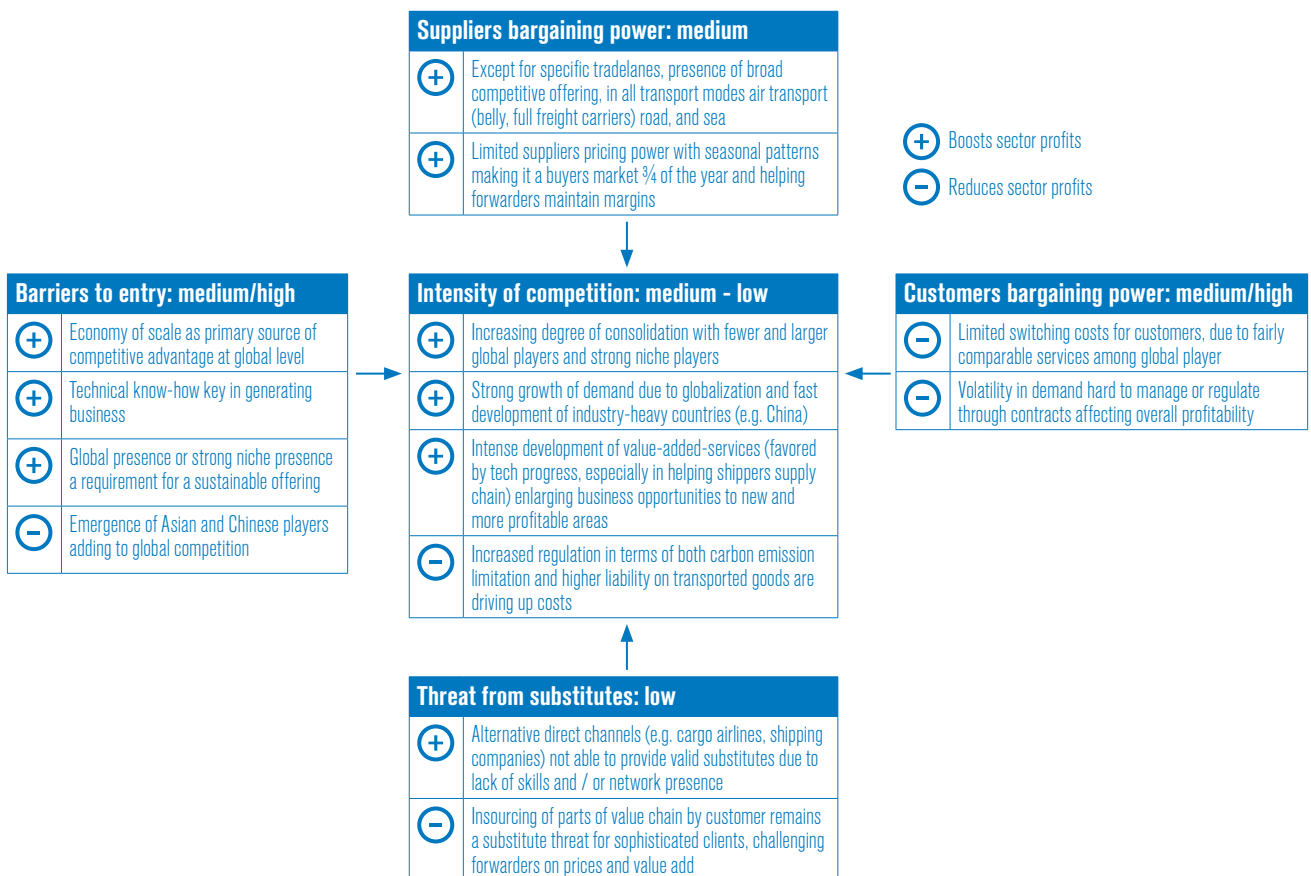 Suppliers bargaining power: medium
+
Except for specific tradelanes, presence of broad
competitive offering, in all transport modes air transport
(belly, full freight carriers) road, and sea
+
Limited suppliers pricing power with seasonal patterns
making it a buyers market ¾ of the year and helping
forwarders maintain margins
+
Boosts sector profits
-
Reduces sector profits
Barriers to entry: medium/high
+
Economy of scale as primary source of
competitive advantage at global level
+
Technical know-how key in generating
business
+
Global presence or strong niche presence
a requirement for a sustainable offering
-
Emergence of Asian and Chinese players
adding to global competition
Intensity of competition: medium - low
+
Increasing degree of consolidation with fewer and larger
global players and strong niche players
+
Strong growth of demand due to globalization and fast
development of industry-heavy countries (e.g. China)
+
Intense development of value-added-services (favored
by tech progress, especially in helping shippers supply
chain) enlarging business opportunities to new and
more profitable areas
-
Increased regulation in terms of both carbon emission
limitation and higher liability on transported goods are
driving up costs
Customers bargaining power: medium/high
-
Limited switching costs for customers, due to fairly
comparable services among global player
-
Volatility in demand hard to manage or regulate
through contracts affecting overall profitability
Threat from substitutes: low
+
Alternative direct channels (e.g. cargo airlines, shipping
companies) not able to provide valid substitutes due to
lack of skills and / or network presence
-
Insourcing of parts of value chain by customer remains
a substitute threat for sophisticated clients, challenging
forwarders on prices and value add